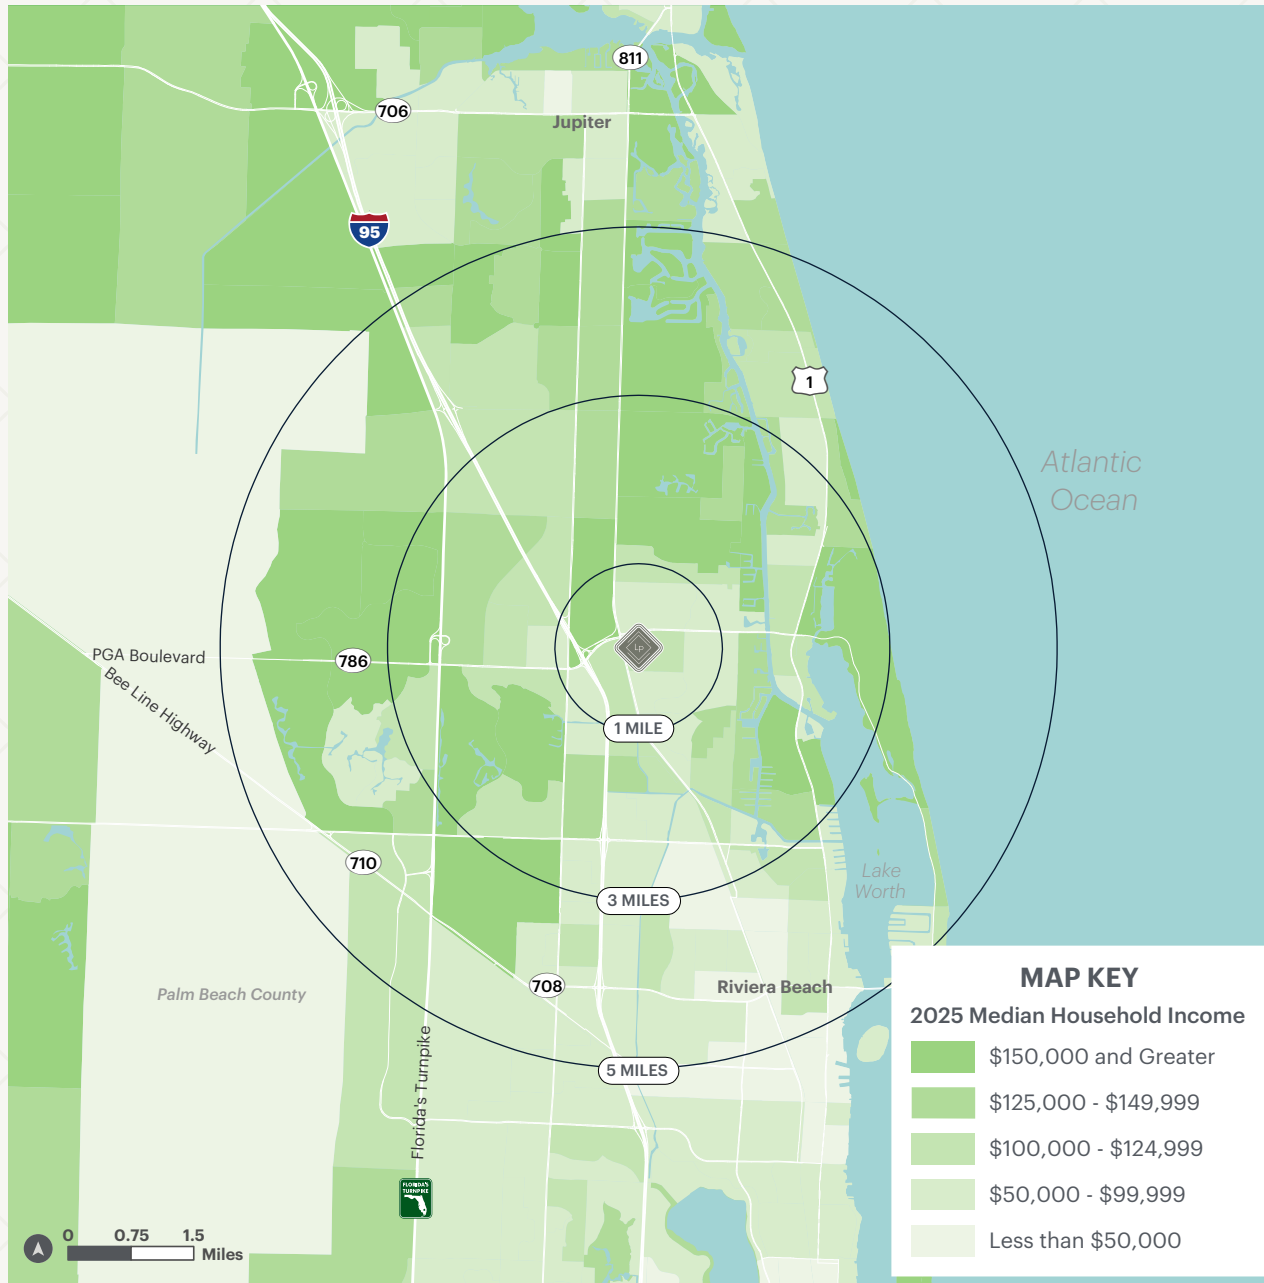 811
706
Jupiter
95
1
Atlantic
Ocean
PGA Boulevard
786
Bee Line Highway
Lp
1 MILE
710
Lake
Worth
3 MILES
Palm Beach County
708
Riviera Beach
5 MILES
Florida's Turnpike
FLORIDA'S
TURNPIKE
MAP KEY
2025 Median Household Income
$150,000 and Greater
$125,000 - $149,999
$100,000 - $124,999
$50,000 - $99,999
Less than $50,000
0 0.75 1.5
Miles